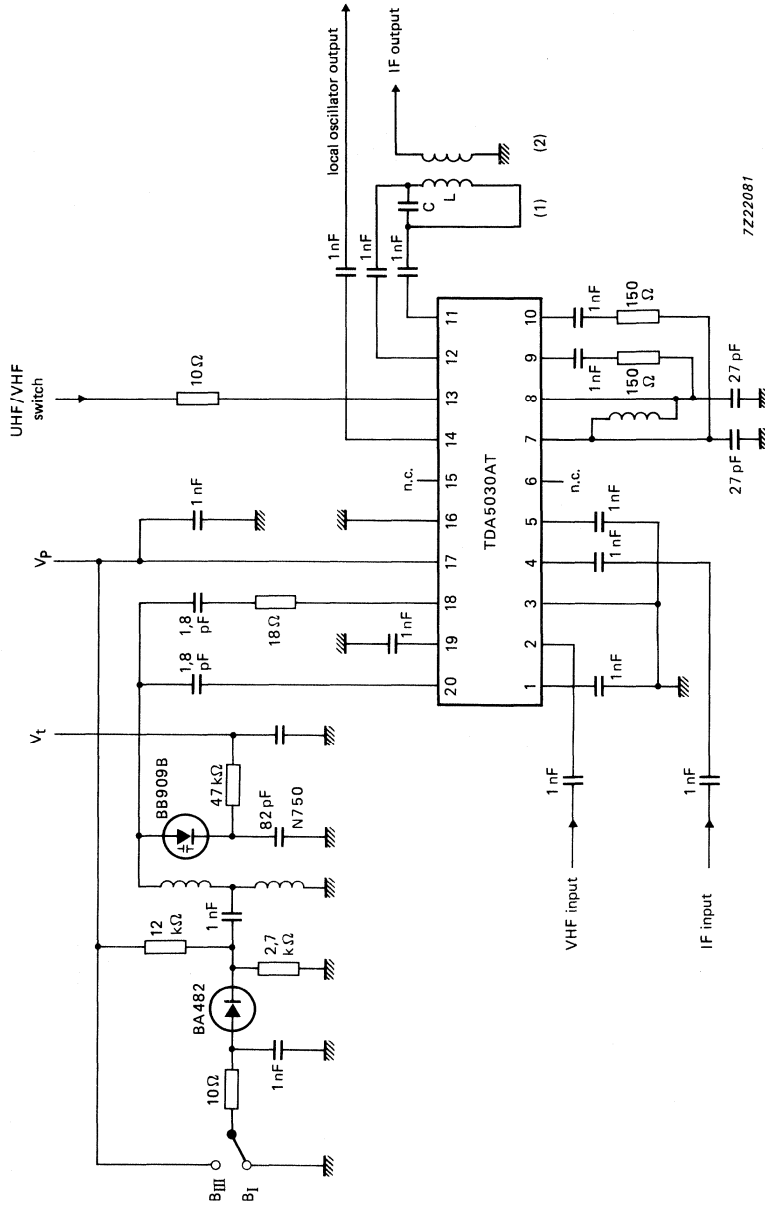 local oscillator output
IF output
UHF/VHF
switch
10 Ω
1 nF
1 nF
1 nF
C
L
(1)
(2)
VP
1 nF
1,8
pF
18 Ω
1,8
pF
1 nF
n.c.
20
19
18
17
16
15
14
13
12
11
TDA5030AT
1
2
3
4
5
6
7
8
9
10
1 nF
1 nF
1 nF
n.c.
1 nF
150
Ω
1 nF
150
Ω
27 pF
27 pF
1 nF
VHF input
1 nF
IF input
Vt
BB909B
47 kΩ
82 pF
N750
1 nF
12
kΩ
2,7
kΩ
BA482
10 Ω
1 nF
BIII
BI
7Z22081